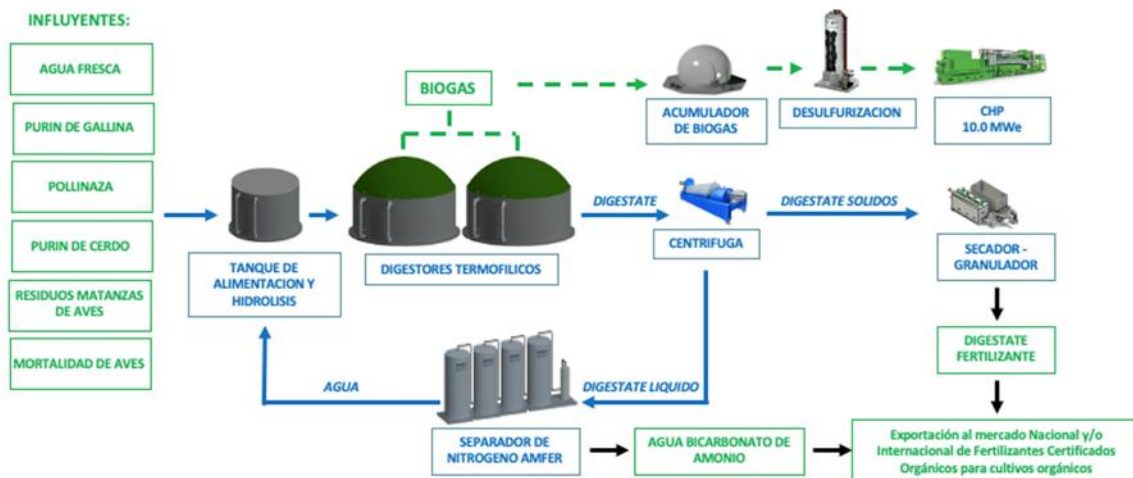 INFLUYENTES:
AGUA FRESCA
PURIN DE GALLINA
POLLINAZA
PURIN DE CERDO
RESIDUOS MATANZAS
DE AVES
MORTALIDAD DE AVES
BIOGAS
ACUMULADOR
DE BIOGAS
DESULFURIZACION
CHP
10.0 MWe
TANQUE DE
ALIMENTACION Y
HIDROLISIS
DIGESTORES TERMOFILICOS
DIGESTATE
CENTRIFUGA
DIGESTATE SOLIDOS
SECADOR -
GRANULADOR
DIGESTATE
FERTILIZANTE
AGUA
DIGESTATE LIQUIDO
SEPARADOR DE
NITROGENO AMFER
AGUA BICARBONATO DE
AMONIO
Exportación al mercado Nacional y/o
Internacional de Fertilizantes Certificados
Orgánicos para cultivos orgánicos